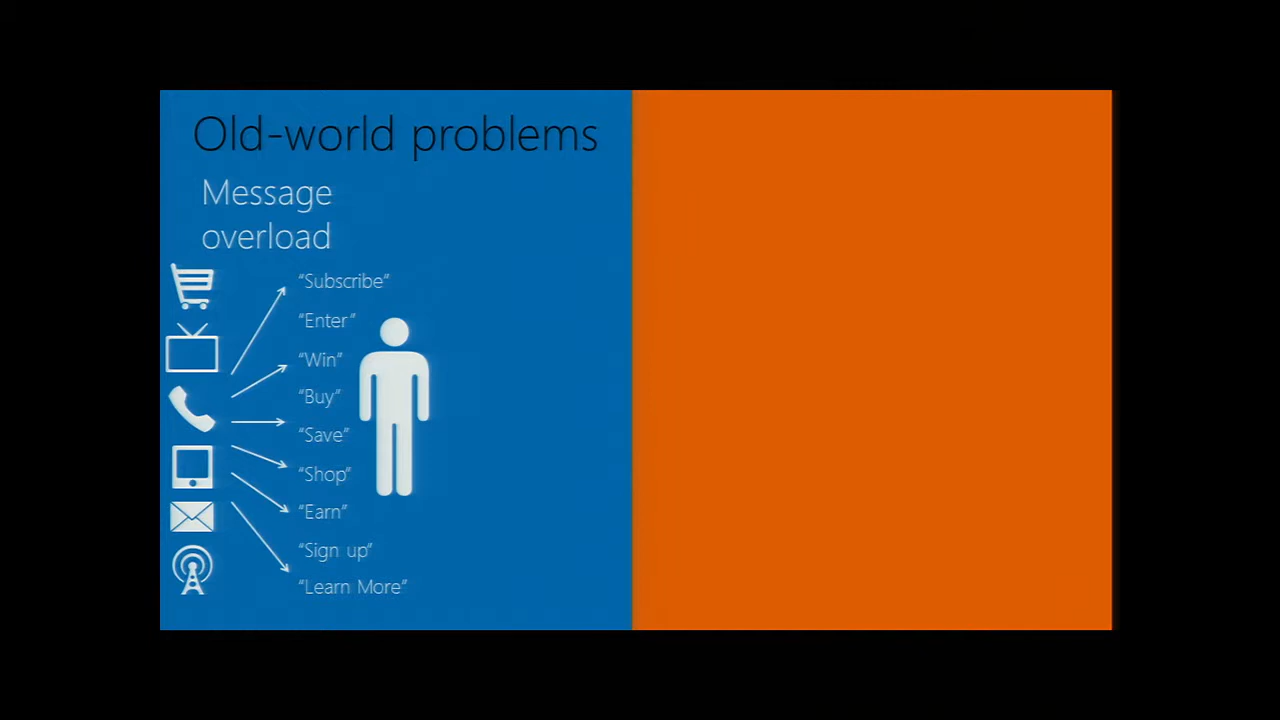 Old-world problems
Message
overload
“Subscribe”
“Enter”
“Win”
“Buy”
“Save”
“Shop”
“Earn”
“Sign up”
“Learn More”